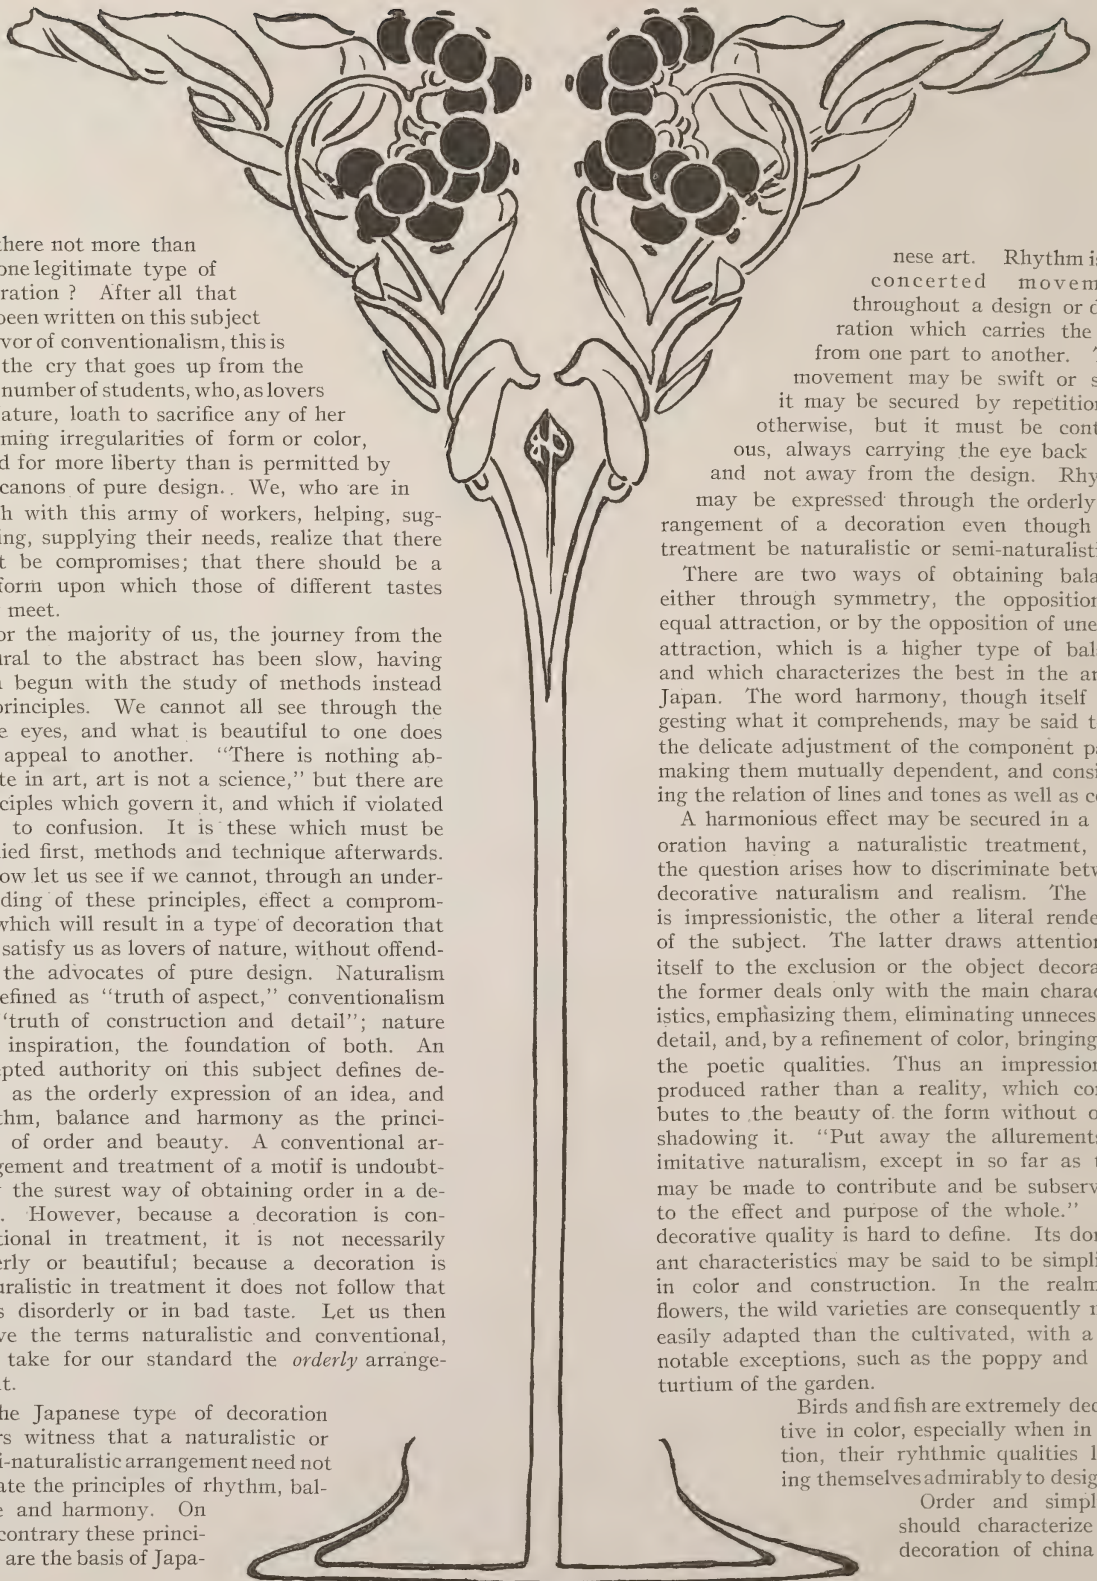 there not more than
one legitimate type of
ration ? After all that
been written on this subject
vor of conventionalism, this is
the cry that goes up from the
number of students, who, as lovers
ature, loath to sacrifice any of her
ming irregularities of form or color,
d for more liberty than is permitted by
canons of pure design. . We, who are in
h with this army of workers, helping, sug-
ing, supplying their needs, realize that there
t be compromises; that there should be a
form upon which those of different tastes
meet.
or the majority of us, the journey from the
ural to the abstract has been slow, having
n begun with the study of methods instead
principles. We cannot all see through the
e eyes, and what is beautiful to one does
appeal to another. “There is nothing ab-
te in art, art is not a science,” but there are
ciples which govern it, and which if violated
to confusion. It is these which must be
ied first, methods and technique afterwards.
ow let us see if we cannot, through an under-
ding of these principles, effect a comprom-
which will result in a type of decoration that
satisfy us as lovers of nature, without offend-
the advocates of pure design. Naturalism
efined as “truth of aspect,” conventionalism
‘truth of construction and detail”; nature
inspiration, the foundation of both. An
pted authority on this subject defines de-
as the orderly expression of an idea, and
thm, balance and harmony as the princi-
of order and beauty. A conventional ar-
gement and treatment of a motif is undoubt-
the surest way of obtaining order in a de-
. However, because a decoration is con-
tional in treatment, it is not necessarily
erly or beautiful; because a decoration is
uralistic in treatment it does not follow that
s disorderly or in bad taste. Let us then
ve the terms naturalistic and conventional,
take for our standard the orderly arrange-
t.
he Japanese type of decoration
rs witness that a naturalistic or
i-naturalistic arrangement need not
ate the principles of rhythm, bal-
e and harmony. On
contrary these princi-
are the basis of Japa-
nese art. Rhythm is
concerted movem
throughout a design or d
ration which carries the
from one part to another. T
movement may be swift or s
it may be secured by repetition
otherwise, but it must be cont
ous, always carrying the eye back
and not away from the design. Rhy
may be expressed through the orderly
rangement of a decoration even though
treatment be naturalistic or semi-naturalisti
There are two ways of obtaining bala
either through symmetry, the opposition
equal attraction, or by the opposition of une
attraction, which is a higher type of bal
and which characterizes the best in the ar
Japan. The word harmony, though itself
gesting what it comprehends, may be said t
the delicate adjustment of the component pa
making them mutually dependent, and consi
ing the relation of lines and tones as well as co
A harmonious effect may be secured in a
oration having a naturalistic treatment,
the question arises how to discriminate betw
decorative naturalism and realism. The
is impressionistic, the other a literal rende
of the subject. The latter draws attention
itself to the exclusion or the object decora
the former deals only with the main charac
istics, emphasizing them, eliminating unneces
detail, and, by a refinement of color, bringing
the poetic qualities. Thus an impression
produced rather than a reality, which con
butes to the beauty of the form without o
shadowing it. “Put away the allurements
imitative naturalism, except in so far as t
may be made to contribute and be subserv
to the effect and purpose of the whole.”
decorative quality is hard to define. Its dom
ant characteristics may be said to be simpli
in color and construction. In the realm
flowers, the wild varieties are consequently m
easily adapted than the cultivated, with a
notable exceptions, such as the poppy and
turtium of the garden.
Birds and fish are extremely dec
tive in color, especially when in
tion, their ryhthmic qualities l
ing themselves admirably to desig
Order and simpl
should characterize
decoration of china